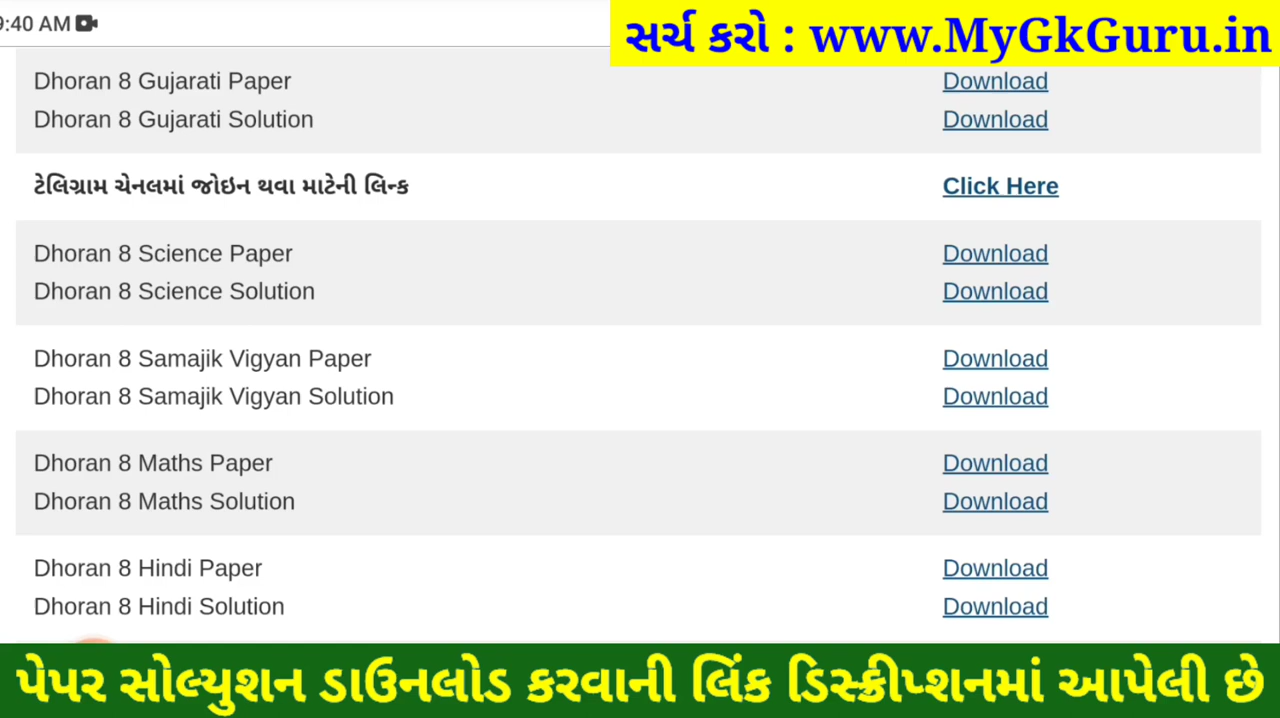 9:40 AM
સર્ચ કરો : www.MyGkGuru.in
Dhoran 8 Gujarati Paper Download
Dhoran 8 Gujarati Solution Download
ટેલિગ્રામ ચેનલમાં જોઇન થવા માટેની લિન્ક Click Here
Dhoran 8 Science Paper Download
Dhoran 8 Science Solution Download
Dhoran 8 Samajik Vigyan Paper Download
Dhoran 8 Samajik Vigyan Solution Download
Dhoran 8 Maths Paper Download
Dhoran 8 Maths Solution Download
Dhoran 8 Hindi Paper Download
Dhoran 8 Hindi Solution Download
પેપર સોલ્યુશન ડાઉનલોડ કરવાની લિંક ડિસ્ક્રીપ્શનમાં આપેલી છે